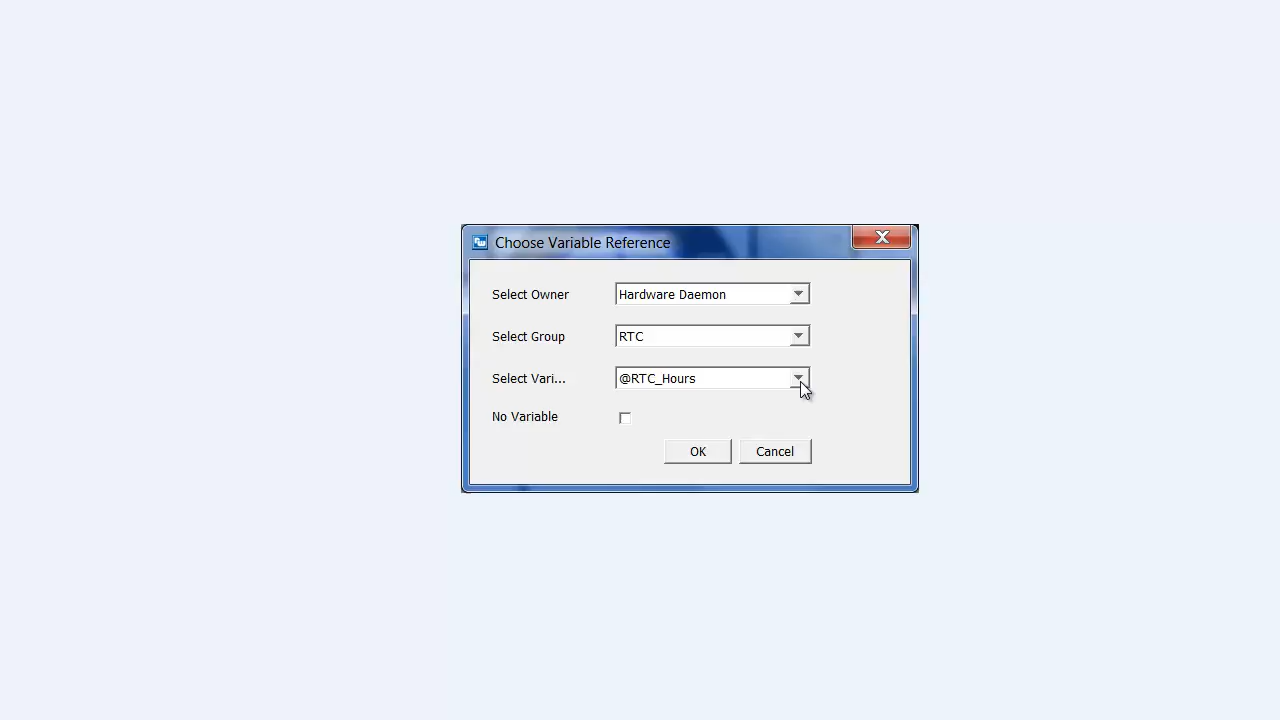 Choose Variable Reference
Select Owner Hardware Daemon
Select Group RTC
Select Vari... @RTC_Hours
No Variable
OK Cancel